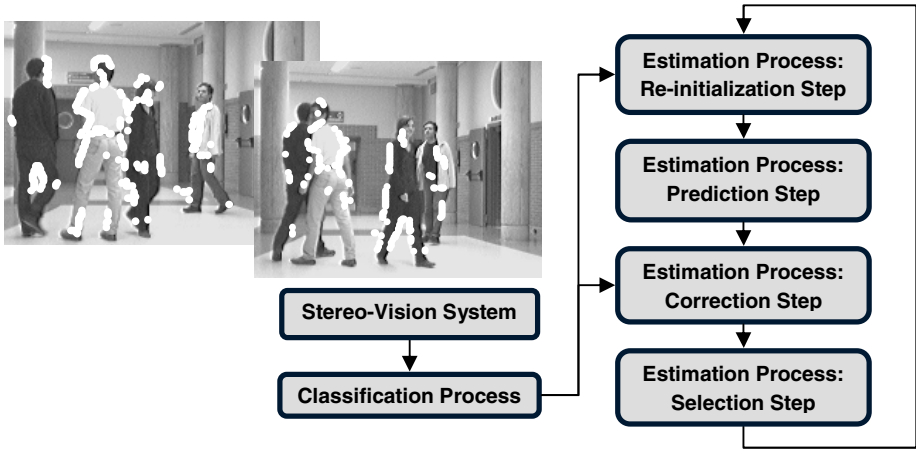 Stereo-Vision System
Classification Process
Estimation Process:
Re-initialization Step
Estimation Process:
Prediction Step
Estimation Process:
Correction Step
Estimation Process:
Selection Step